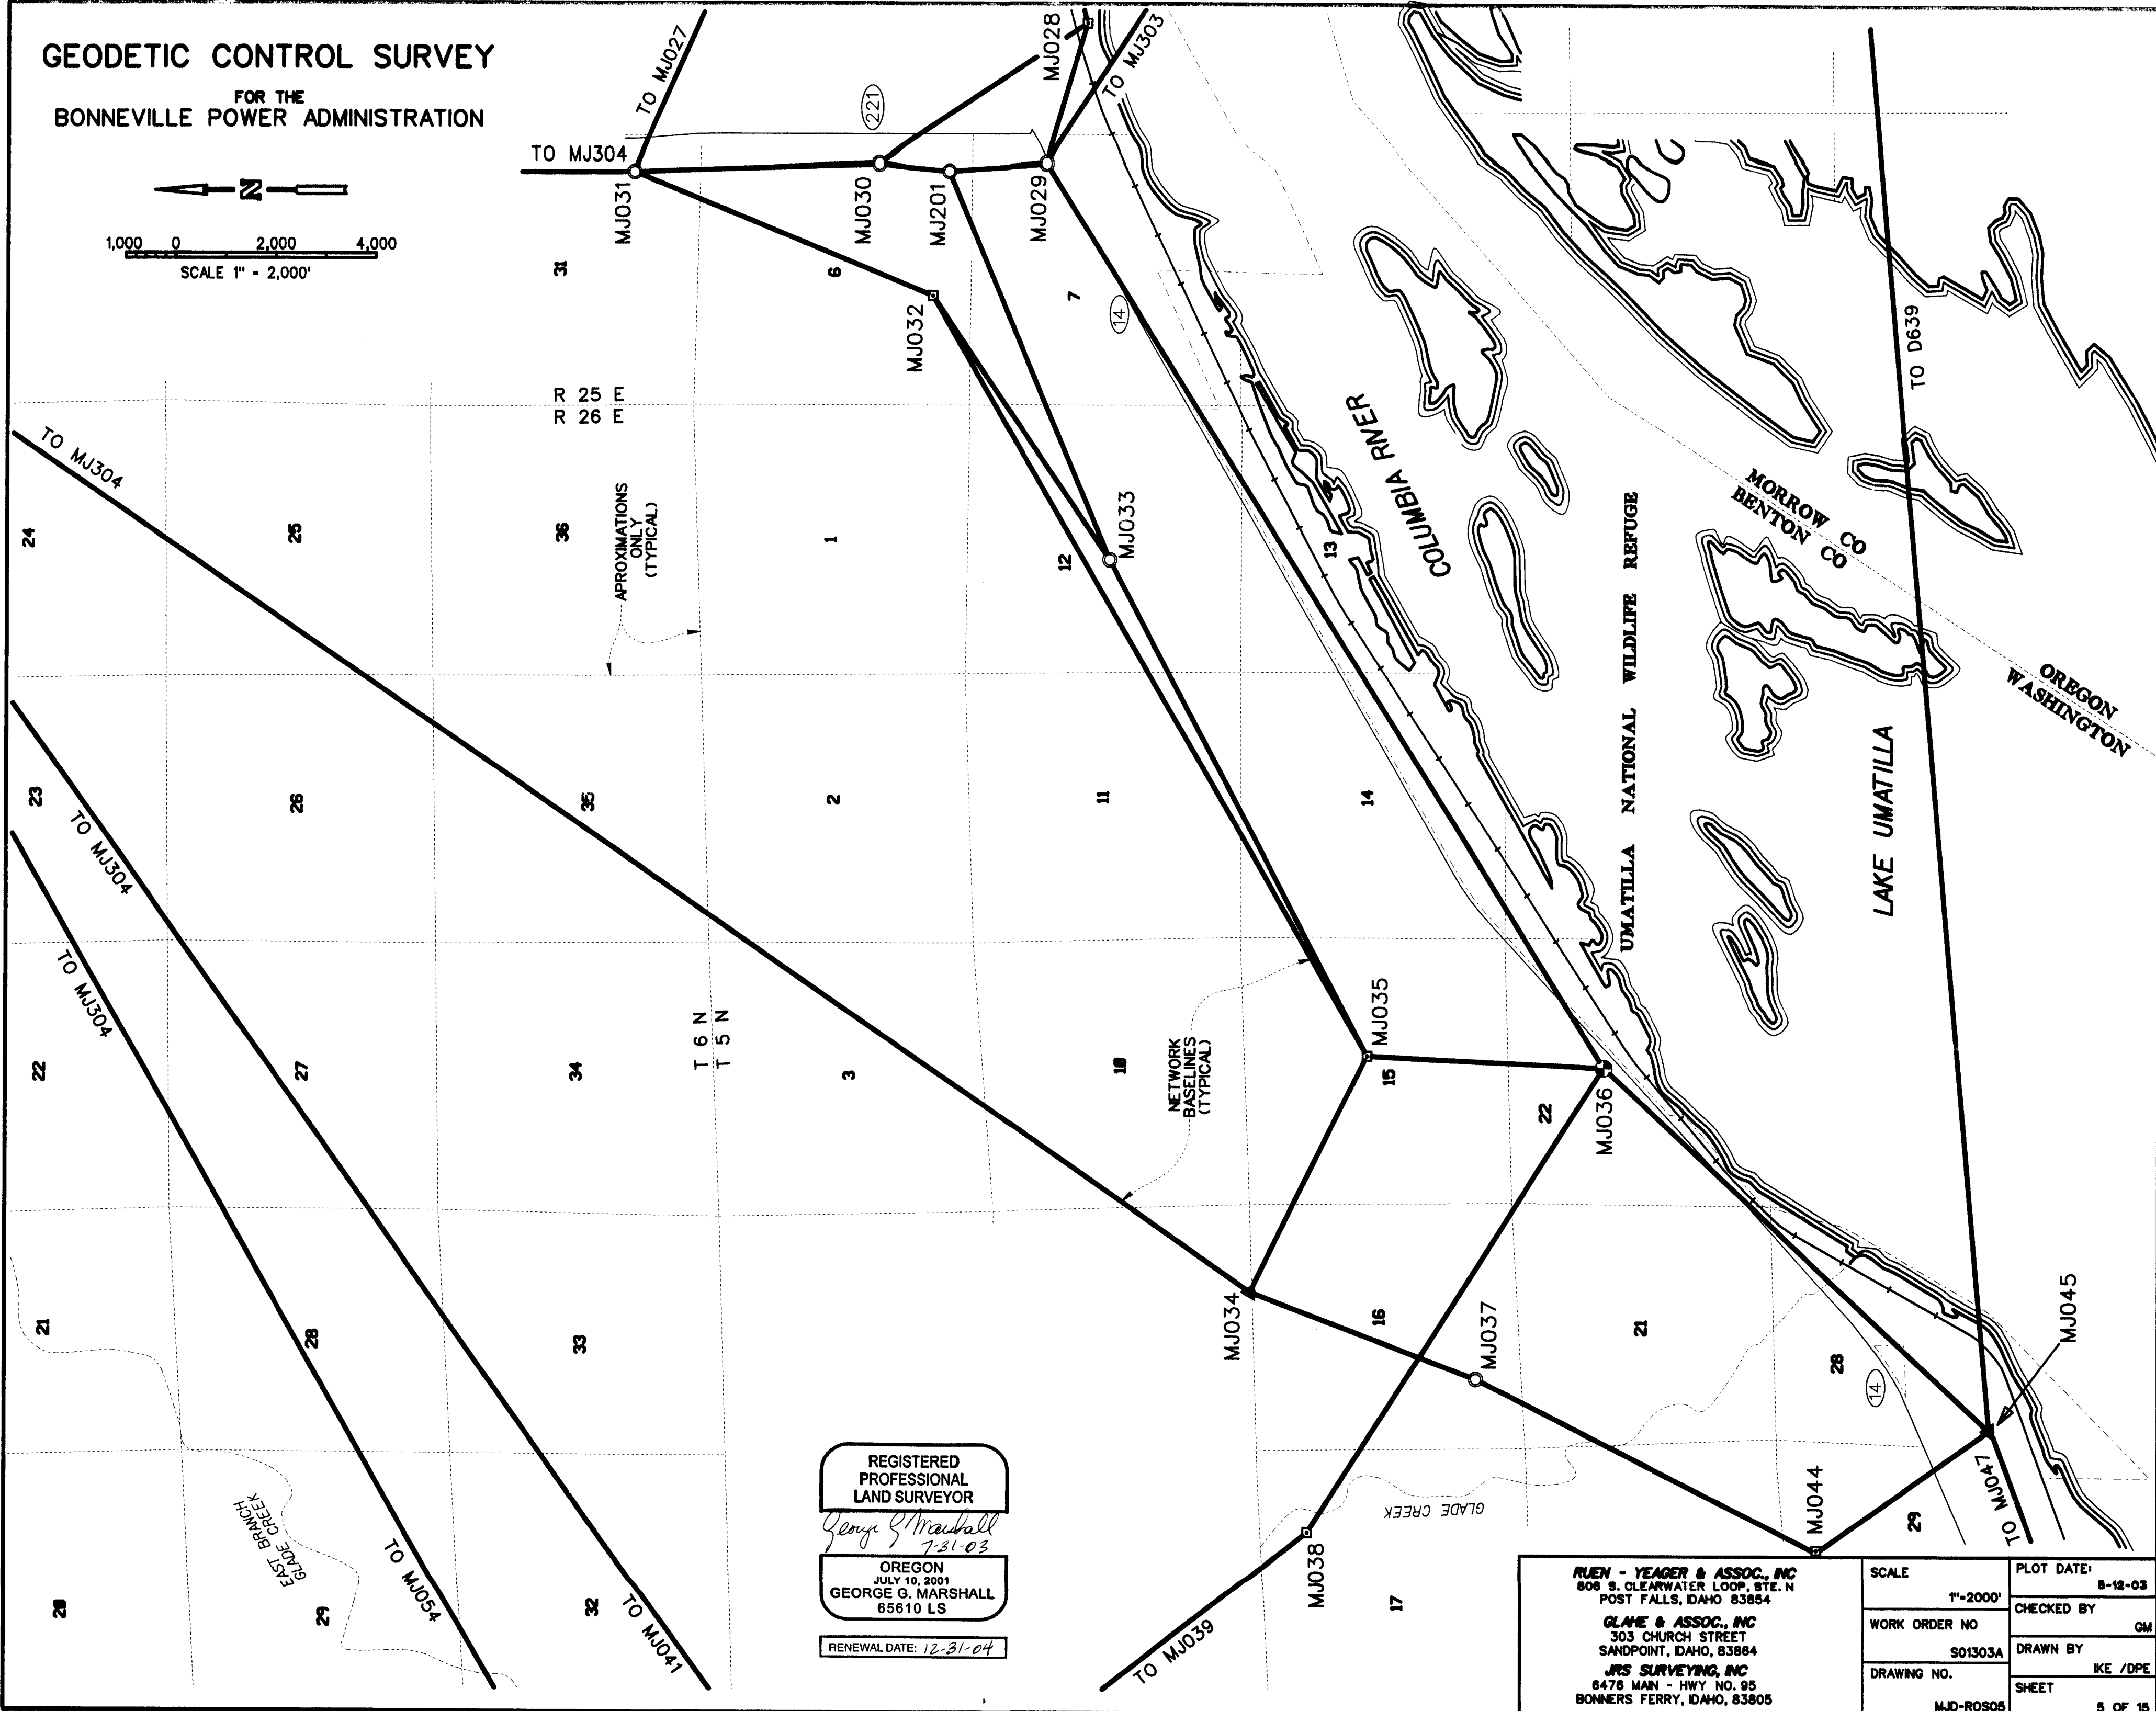 GEODETIC CONTROL SURVEY
FOR THE
BONNEVILLE POWER ADMINISTRATION
N
1,000 0 2,000 4,000
SCALE 1" = 2,000'
TO MJ027
TO MJ304
MJ031
221
MJ028
TO MJ303
MJ030
MJ201
MJ029
31
6
7
14
MJ032
R 25 E
R 26 E
TO MJ304
24
25
36
APROXIMATIONS
ONLY
(TYPICAL)
1
12
MJ033
13
COLUMBIA RIVER
TO D639
MORROW CO
BENTON CO
OREGON
WASHINGTON
UMATILLA NATIONAL WILDLIFE REFUGE
LAKE UMATILLA
23
TO MJ304
26
35
2
11
14
TO MJ304
22
27
34
T 6 N
T 5 N
3
10
NETWORK
BASELINES
(TYPICAL)
MJ035
15
22
MJ036
21
28
33
MJ034
16
MJ037
21
28
14
MJ045
EAST BRANCH
GLADE CREEK
TO MJ054
28
29
32
TO MJ041
REGISTERED
PROFESSIONAL
LAND SURVEYOR
George G Marshall
7-31-03
OREGON
JULY 10, 2001
GEORGE G. MARSHALL
65610 LS
RENEWAL DATE: 12-31-04
GLADE CREEK
MJ038
TO MJ039
17
MJ044
29
TO MJ047
RUEN - YEAGER & ASSOC., INC
806 S. CLEARWATER LOOP, STE. N
POST FALLS, IDAHO 83854
GLAHE & ASSOC., INC
303 CHURCH STREET
SANDPOINT, IDAHO, 83864
JRS SURVEYING, INC
6476 MAIN - HWY NO. 95
BONNERS FERRY, IDAHO, 83805
SCALE
1"=2000'
WORK ORDER NO
S01303A
DRAWING NO.
MJD-ROS05
PLOT DATE:
CHECKED BY
GM
DRAWN BY
IKE /DPE
SHEET
5 OF 15